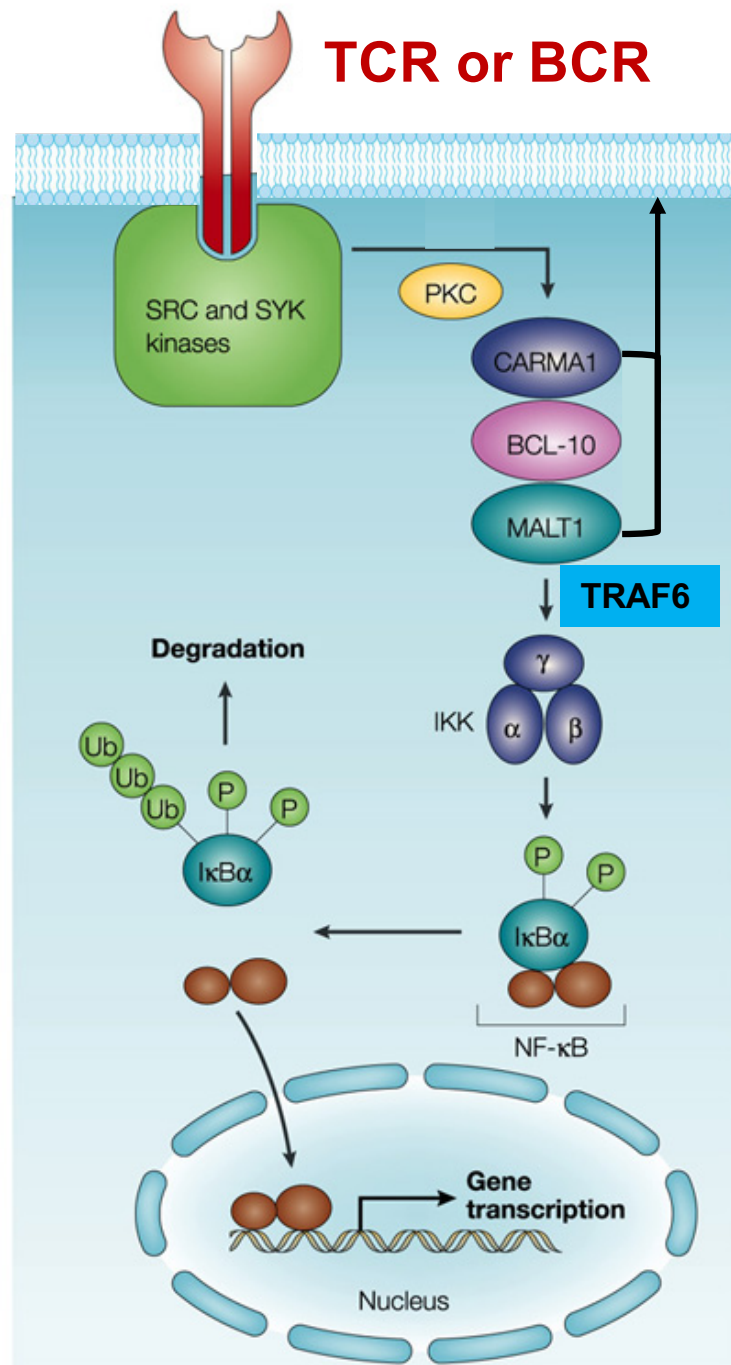 TCR or BCR
SRC and SYK
kinases
PKC
CARMA1
BCL-10
MALT1
TRAF6
Degradation
γ
IKK
α
β
Ub
Ub
Ub
P
P
IκBα
P
P
IκBα
NF-κB
Gene
transcription
Nucleus